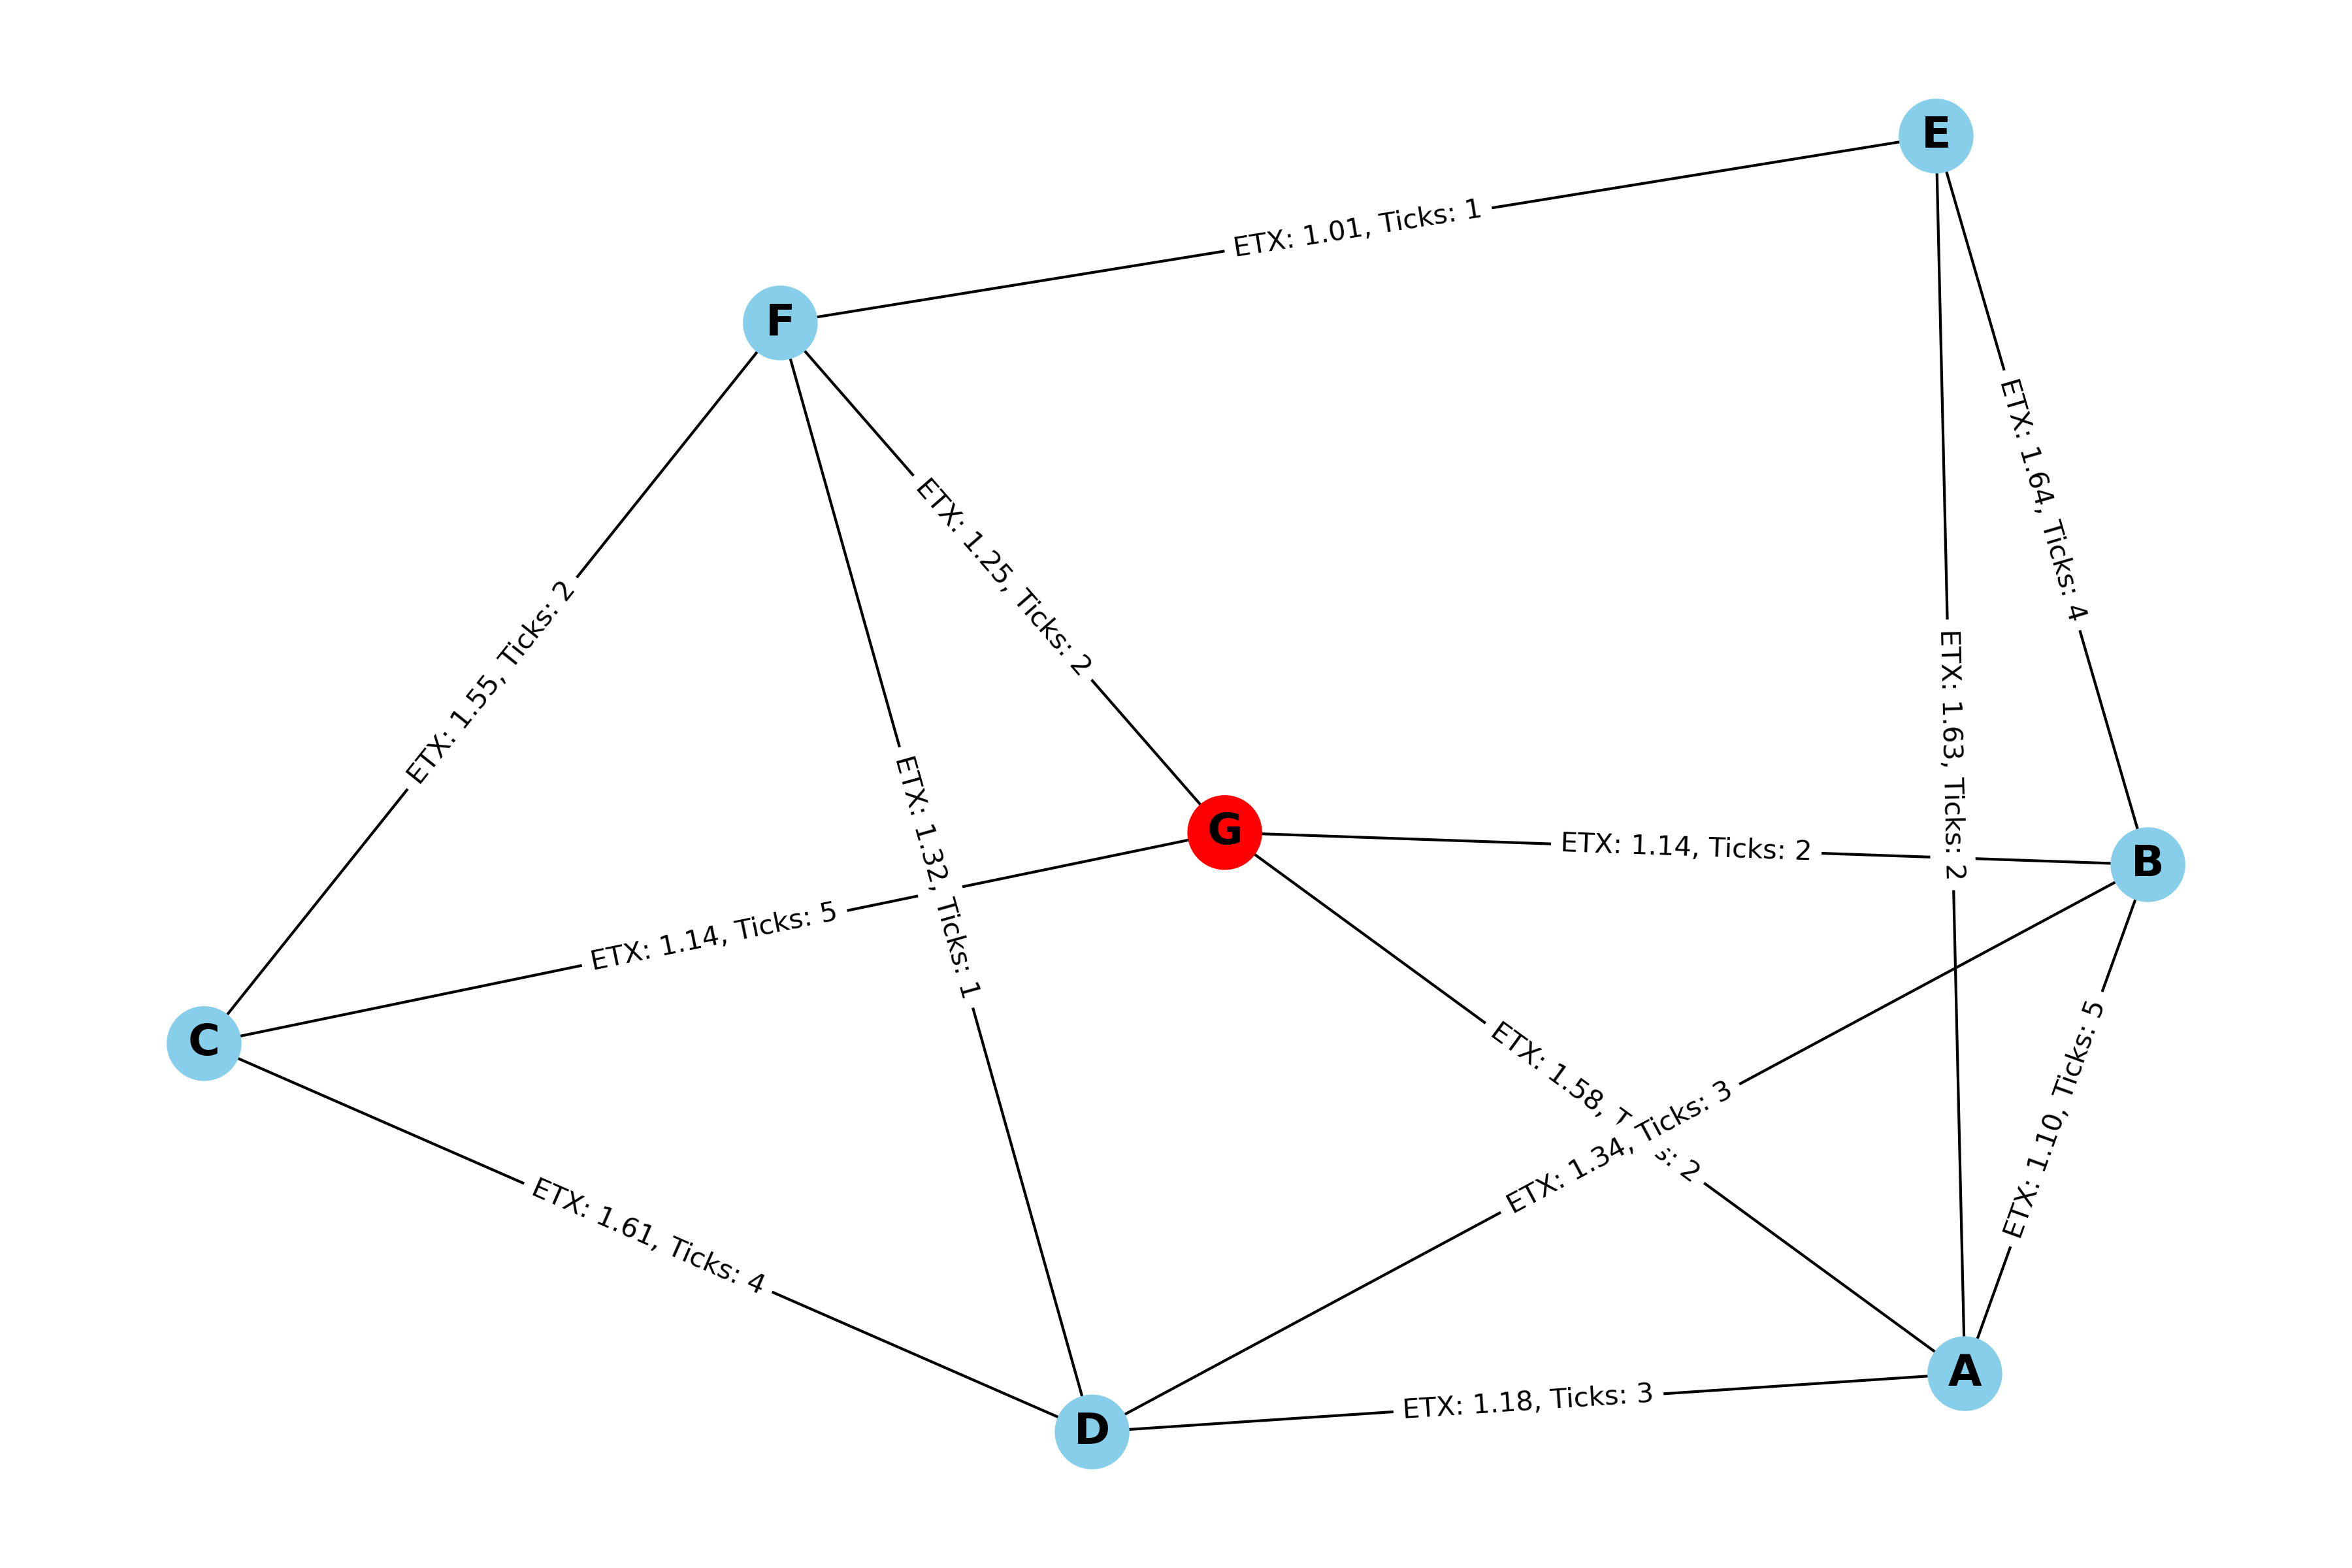 E
ETX: 1.01, Ticks: 1
F
ETX: 1.64, Ticks: 4
ETX: 1.25, Ticks: 2
ETX: 1.55, Ticks: 2
ETX: 1.63, Ticks: 2
G
ETX: 1.14, Ticks: 2
B
ETX: 1.32, Ticks: 1
ETX: 1.14, Ticks: 5
C
ETX: 1.58, 2
ETX: 1.34, Ticks: 3
ETX: 1.10, Ticks: 5
ETX: 1.61, Ticks: 4
A
ETX: 1.18, Ticks: 3
D